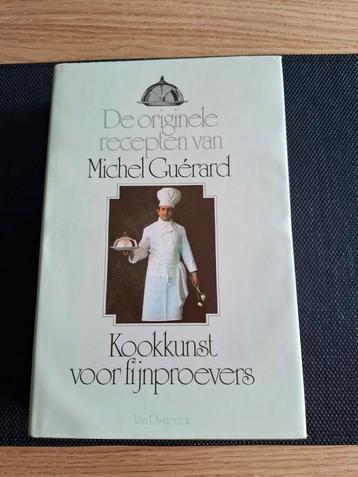 De originele
recepten van
Michel Guérard
Kookkunst
voor fijnproevers
Van Dishoeck